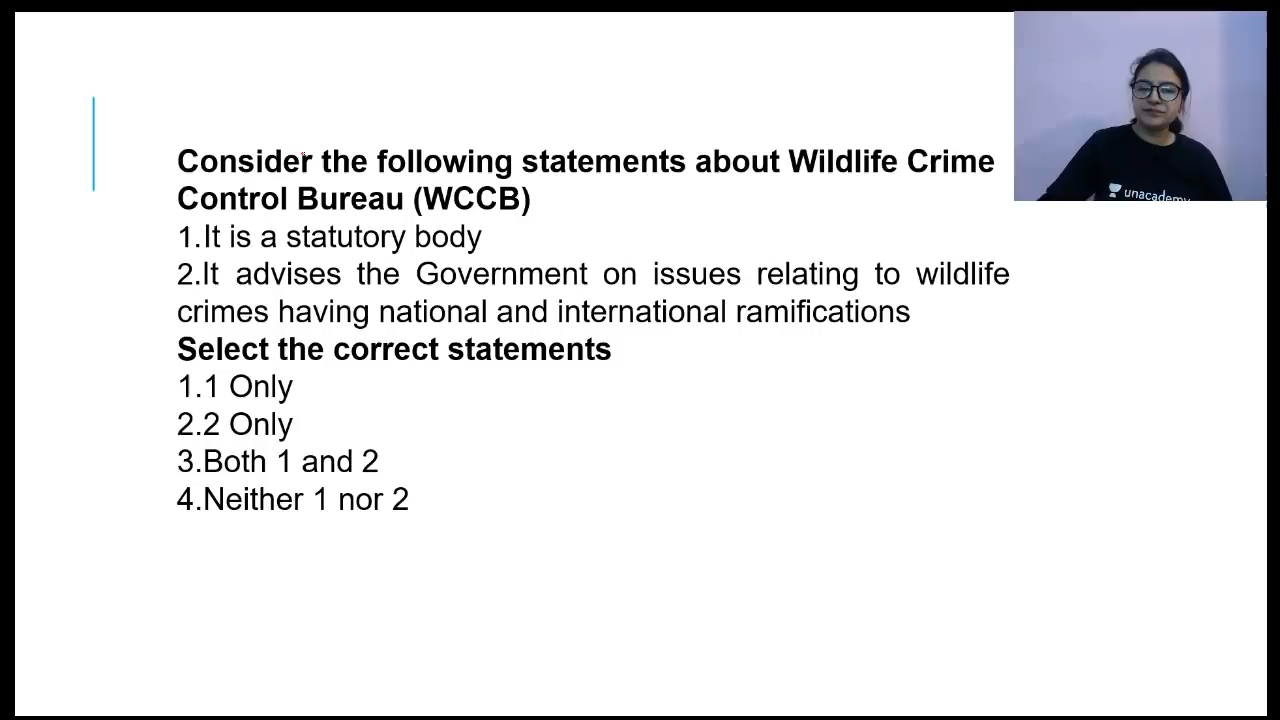 Consider the following statements about Wildlife Crime
Control Bureau (WCCB)
1.It is a statutory body
2.It advises the Government on issues relating to wildlife
crimes having national and international ramifications
Select the correct statements
1.1 Only
2.2 Only
3.Both 1 and 2
4.Neither 1 nor 2
unacademy